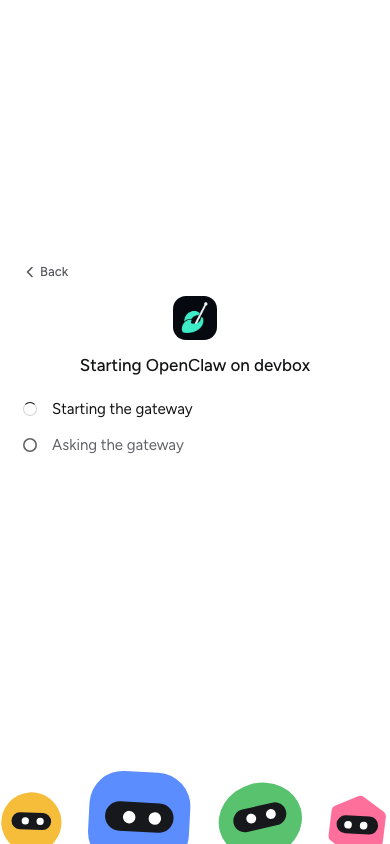 Back
Starting OpenClaw on devbox
Starting the gateway
Asking the gateway